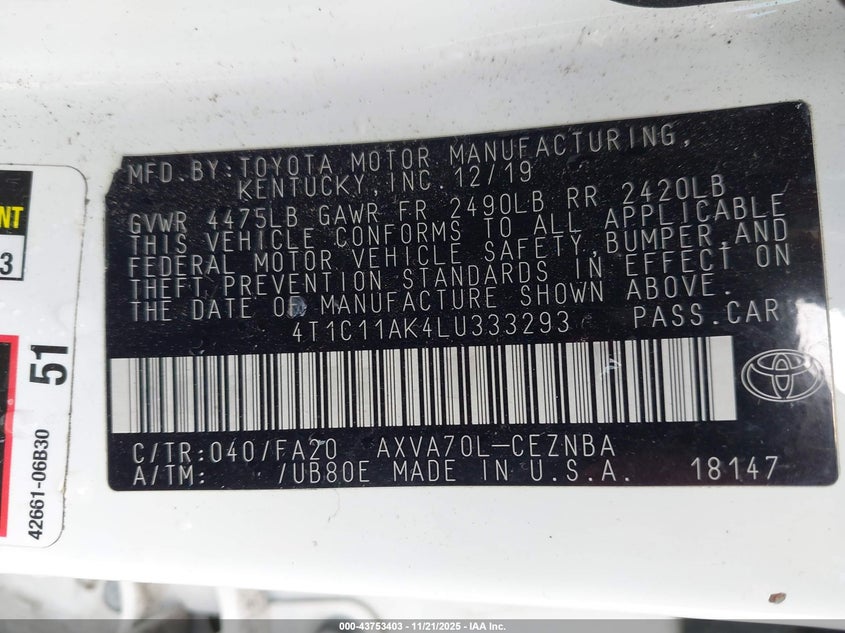 MFD.BY:TOYOTA MOTOR MANUFACTURING,
KENTUCKY,INC. 12/19
GVWR 4475LB GAWR FR 2490LB RR 2420LB
THIS VEHICLE CONFORMS TO ALL APPLICABLE
FEDERAL MOTOR VEHICLE SAFETY,BUMPER,AND
THEFT PREVENTION STANDARDS IN EFFECT ON
THE DATE OF MANUFACTURE SHOWN ABOVE.
4T1C11AK4LU333293 PASS.CAR
C/TR:040/FA20 AXVA70L-CEZNBA
A/TM: /UB80E MADE IN U.S.A. 18147
NT
3
51
42661-06B30
000-43753403 - 11/21/2025 - IAA Inc.